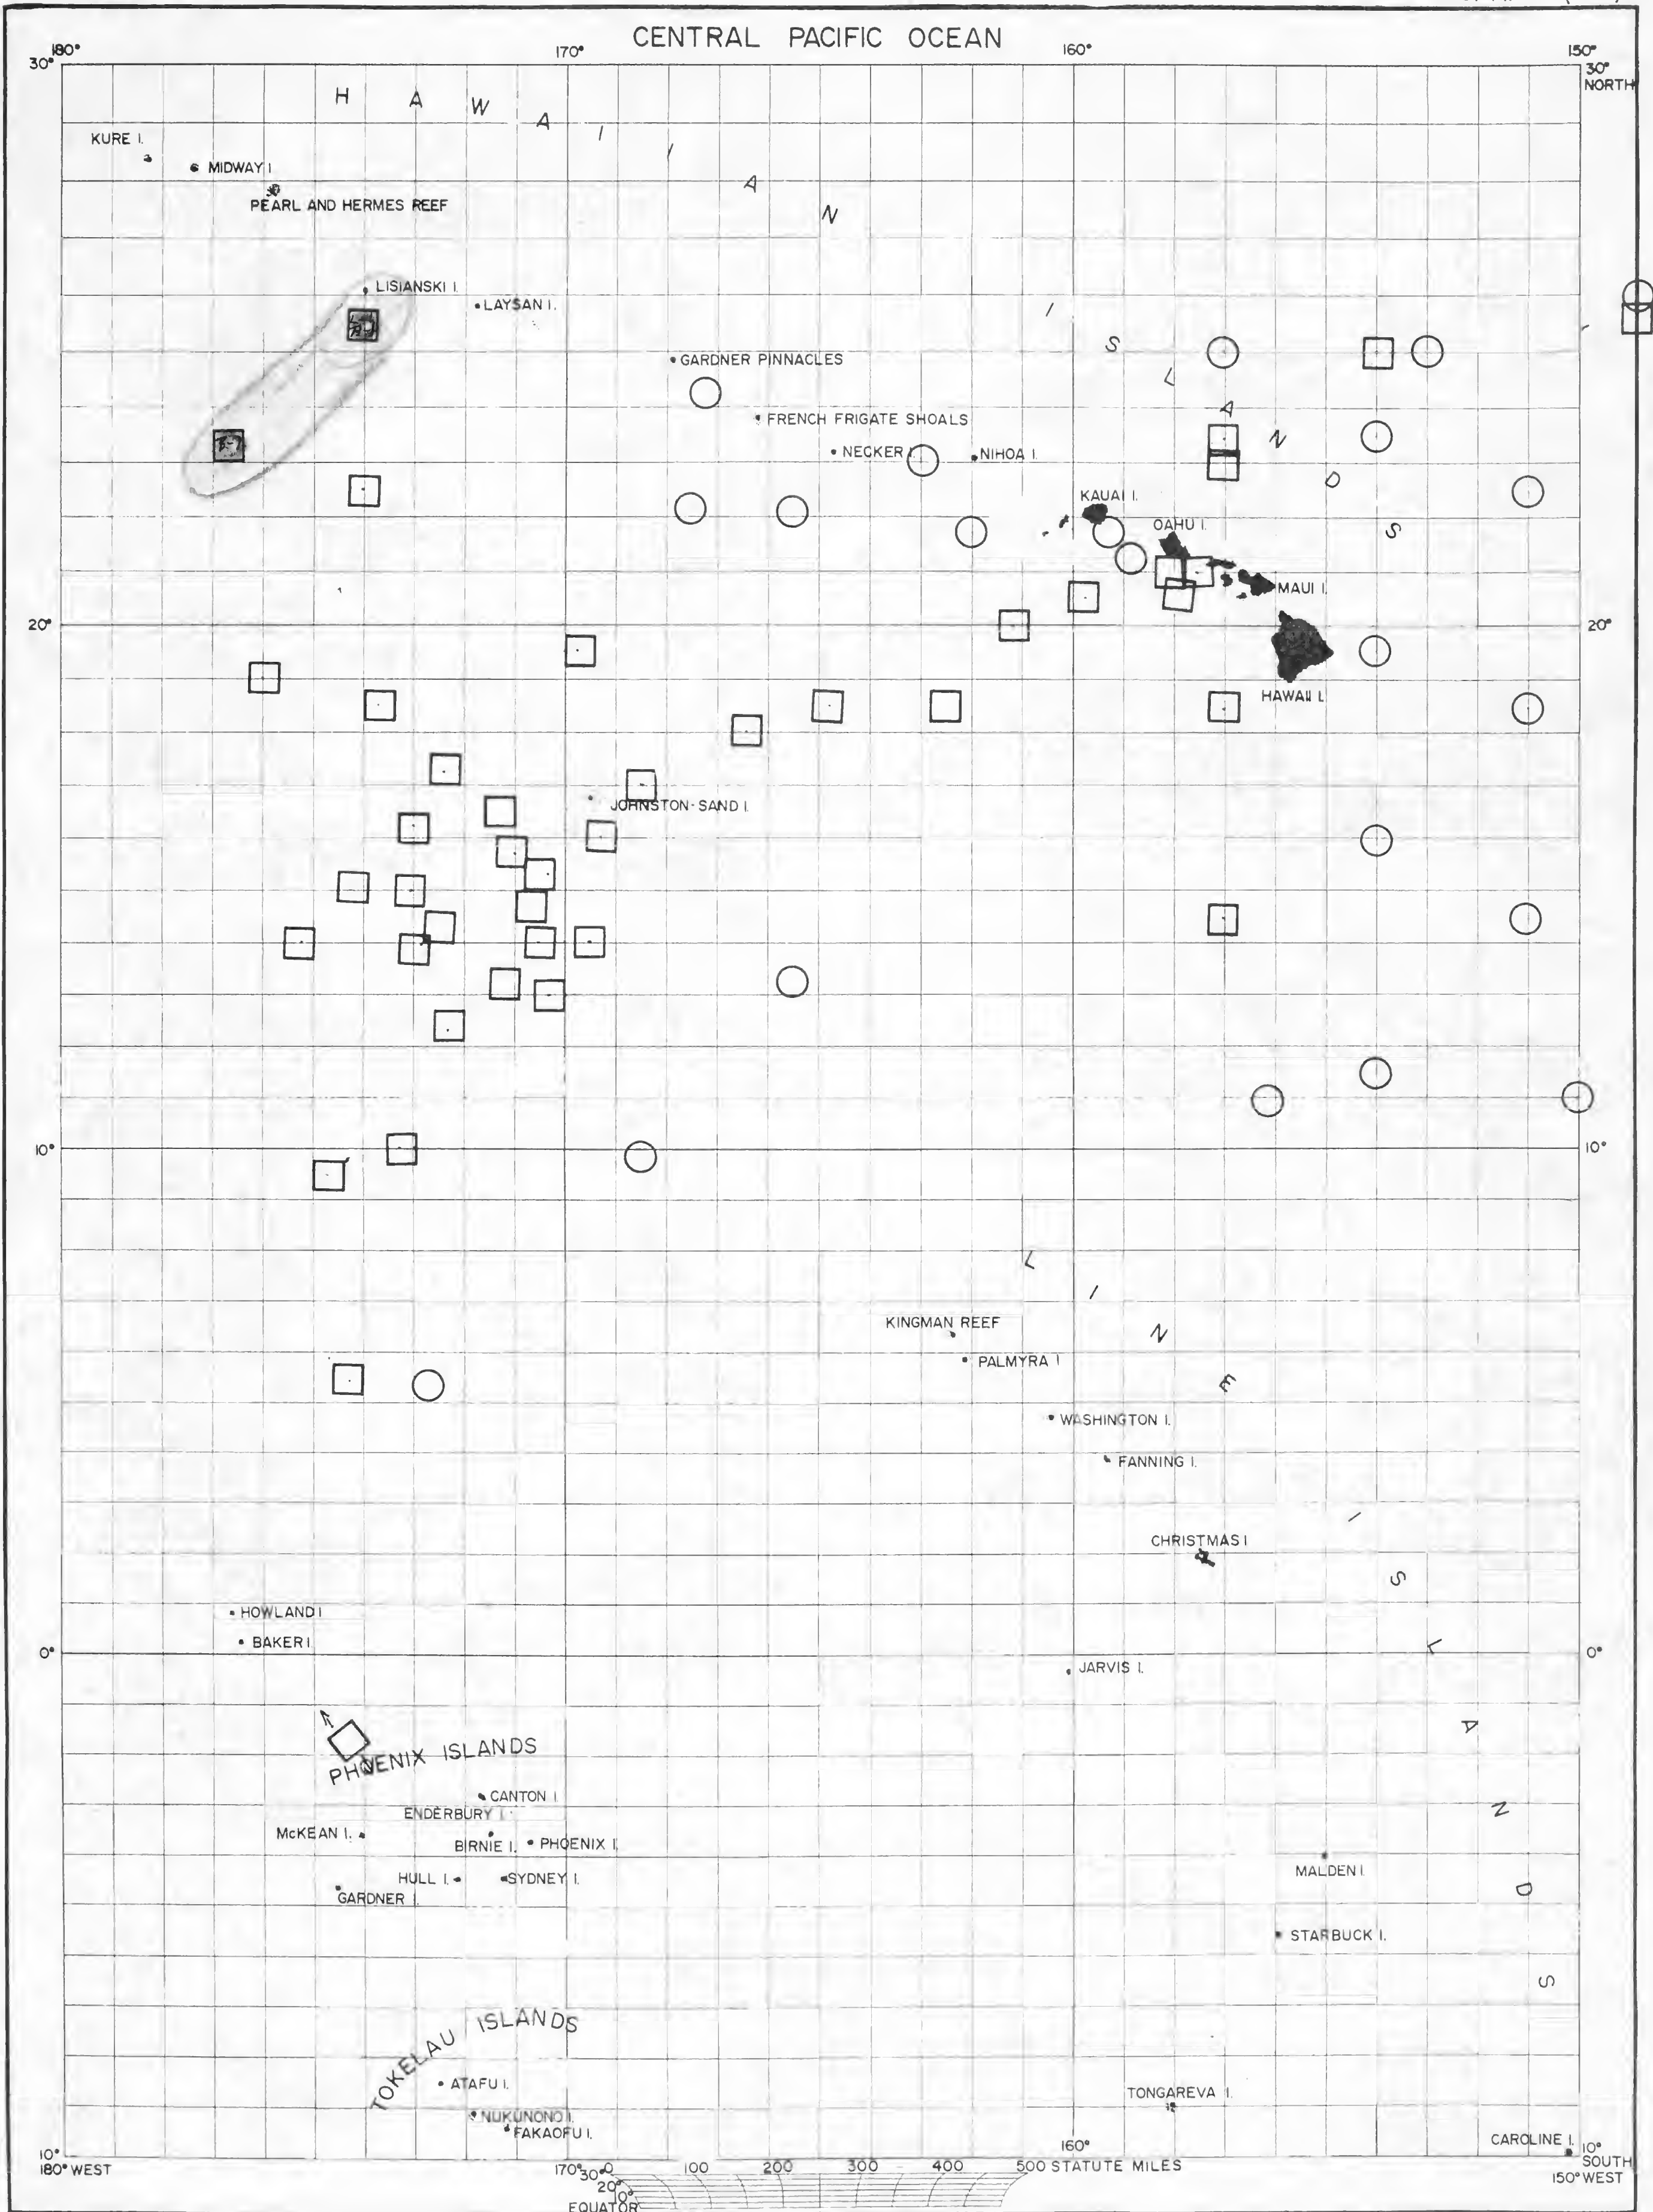 CENTRAL PACIFIC OCEAN
180° 170° 160° 150°
30° 30°
NORTH
HAWAIIAN ISLANDS
KURE I.
MIDWAY I
PEARL AND HERMES REEF
LISIANSKI I.
LAYSAN I.
GARDNER PINNACLES
FRENCH FRIGATE SHOALS
NECKER I.
NIHOA I.
KAUAI I.
OAHU I.
MAUI I.
20° 20°
HAWAII I.
JOHNSTON-SAND I.
10° 10°
LINE ISLANDS
KINGMAN REEF
PALMYRA I
WASHINGTON I.
FANNING I.
CHRISTMAS I
HOWLAND I
BAKER I.
0° 0°
JARVIS I.
PHOENIX ISLANDS
CANTON I.
ENDERBURY I.
McKEAN I.
BIRNIE I.
PHOENIX I.
HULL I.
SYDNEY I.
GARDNER I.
MALDEN I.
STARBUCK I.
TOKELAU ISLANDS
ATAFU I.
NUKUNONO I.
FAKAOFU I.
TONGAREVA I.
CAROLINE I.
10° 160° 10°
SOUTH
180° WEST 170° 150° WEST
30° 0 100 200 300 400 500 STATUTE MILES
20°
10°
EQUATOR